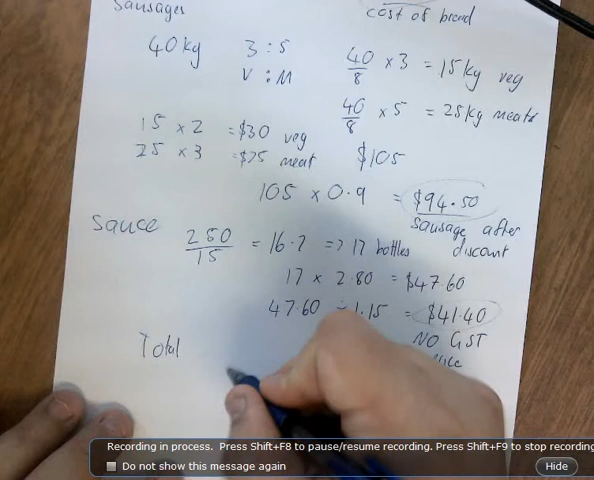 Sausages
cost of bread
40kg 3:5 40/8 × 3 = 15kg veg
V:M
40/8 × 5 = 25kg meat
15 × 2 = $30 veg
25 × 3 = $75 meat $105
105 × 0.9 = $94.50
sausage after discount
Sauce 250/15 = 16.7 => 17 bottles
17 × 2.80 = $47.60
47.60 ÷ 1.15 = $41.40
NO GST
Total
Recording in process. Press Shift+F8 to pause/resume recording. Press Shift+F9 to stop recording
Do not show this message again
Hide